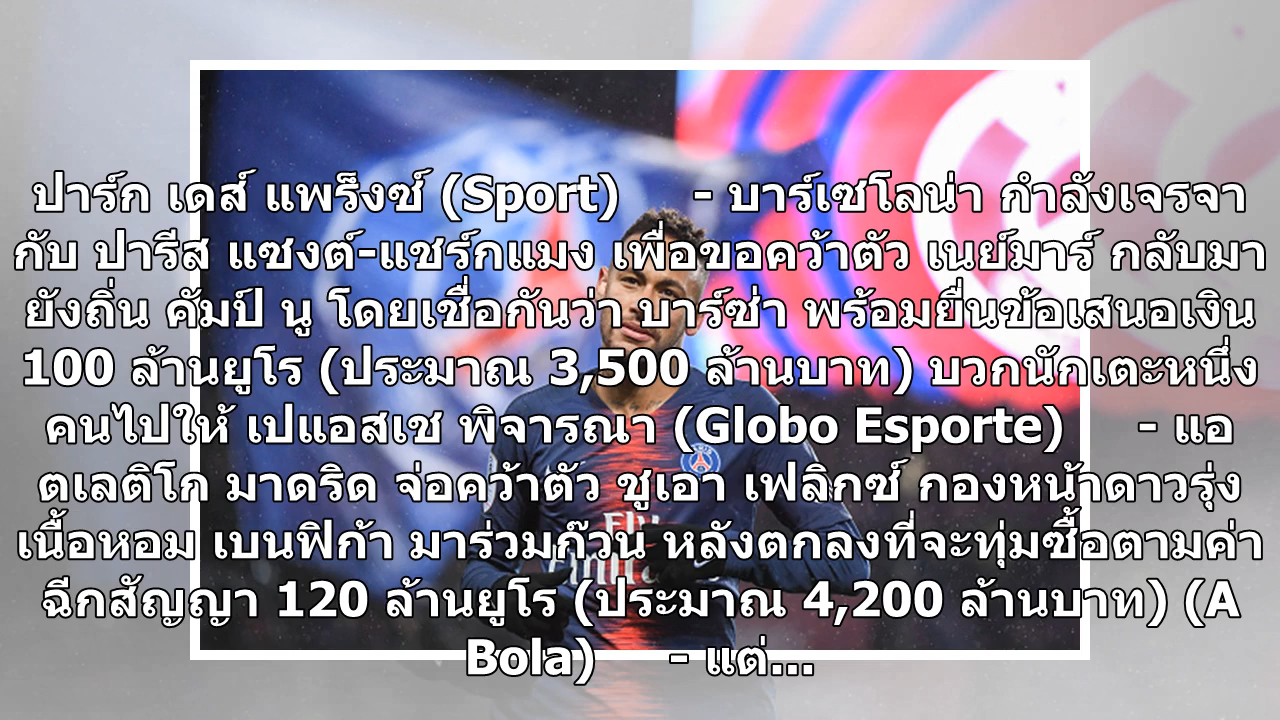 ปาร์ก เดส์ แพร็งซ์ (Sport) - บาร์เซโลน่า กำลังเจรจา
กับ ปารีส แซงต์-แชร์กแมง เพื่อขอคว้าตัว เนย์มาร์ กลับมา
ยังถิ่น คัมป์ นู โดยเชื่อกันว่า บาร์ซ่า พร้อมยื่นข้อเสนอเงิน
100 ล้านยูโร (ประมาณ 3,500 ล้านบาท) บวกนักเตะหนึ่ง
คนไปให้ เปแอสเช พิจารณา (Globo Esporte) - แอ
ตเลติโก มาดริด จ่อคว้าตัว ชูเอา เฟลิกซ์ กองหน้าดาวรุ่ง
เนื้อหอม เบนฟิก้า มาร่วมก๊วน หลังตกลงที่จะทุ่มซื้อตามค่า
ฉีกสัญญา 120 ล้านยูโร (ประมาณ 4,200 ล้านบาท) (A
Bola) - แต่...
Fly
Emirates